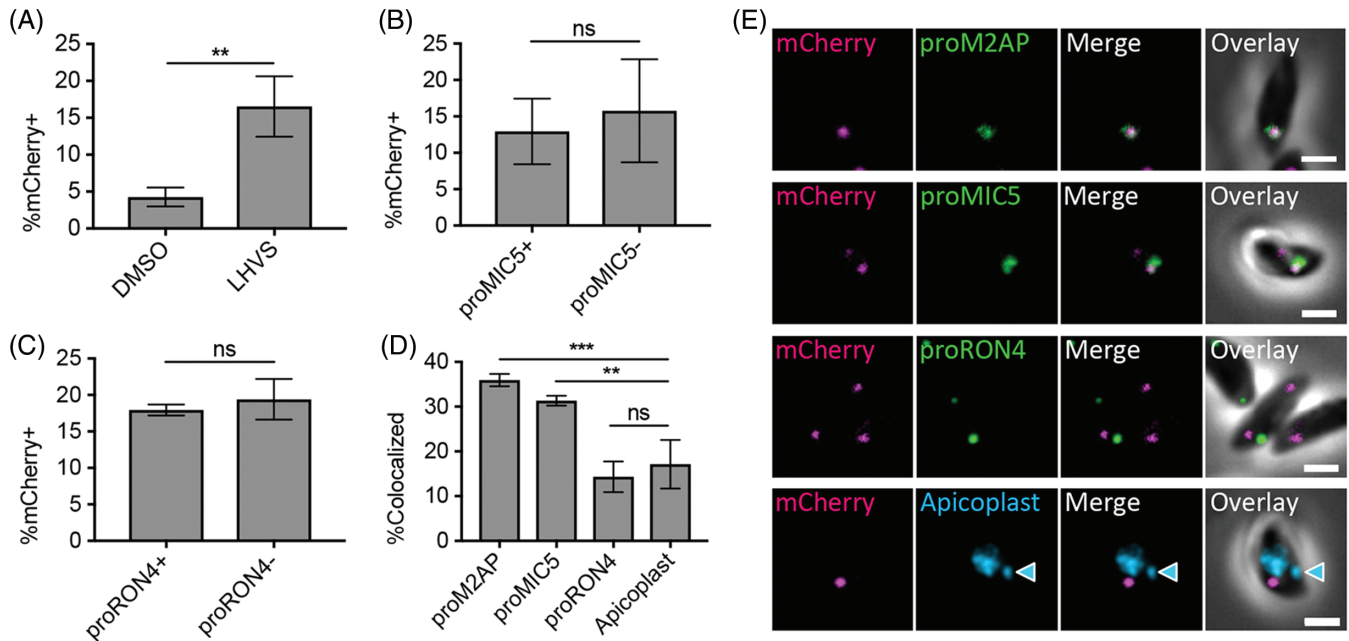 (A)
25
20
15
10
5
0
%mCherry+
**
DMSO
LHVS
(B)
25
20
15
10
5
0
%mCherry+
ns
proMIC5+
proMIC5-
(C)
25
20
15
10
5
0
%mCherry+
ns
proRON4+
proRON4-
(D)
40
30
20
10
0
%Colocalized
***
**
ns
proM2AP
proMIC5
proRON4
Apicoplast
(E)
mCherry proM2AP Merge Overlay
mCherry proMIC5 Merge Overlay
mCherry proRON4 Merge Overlay
mCherry Apicoplast Merge Overlay